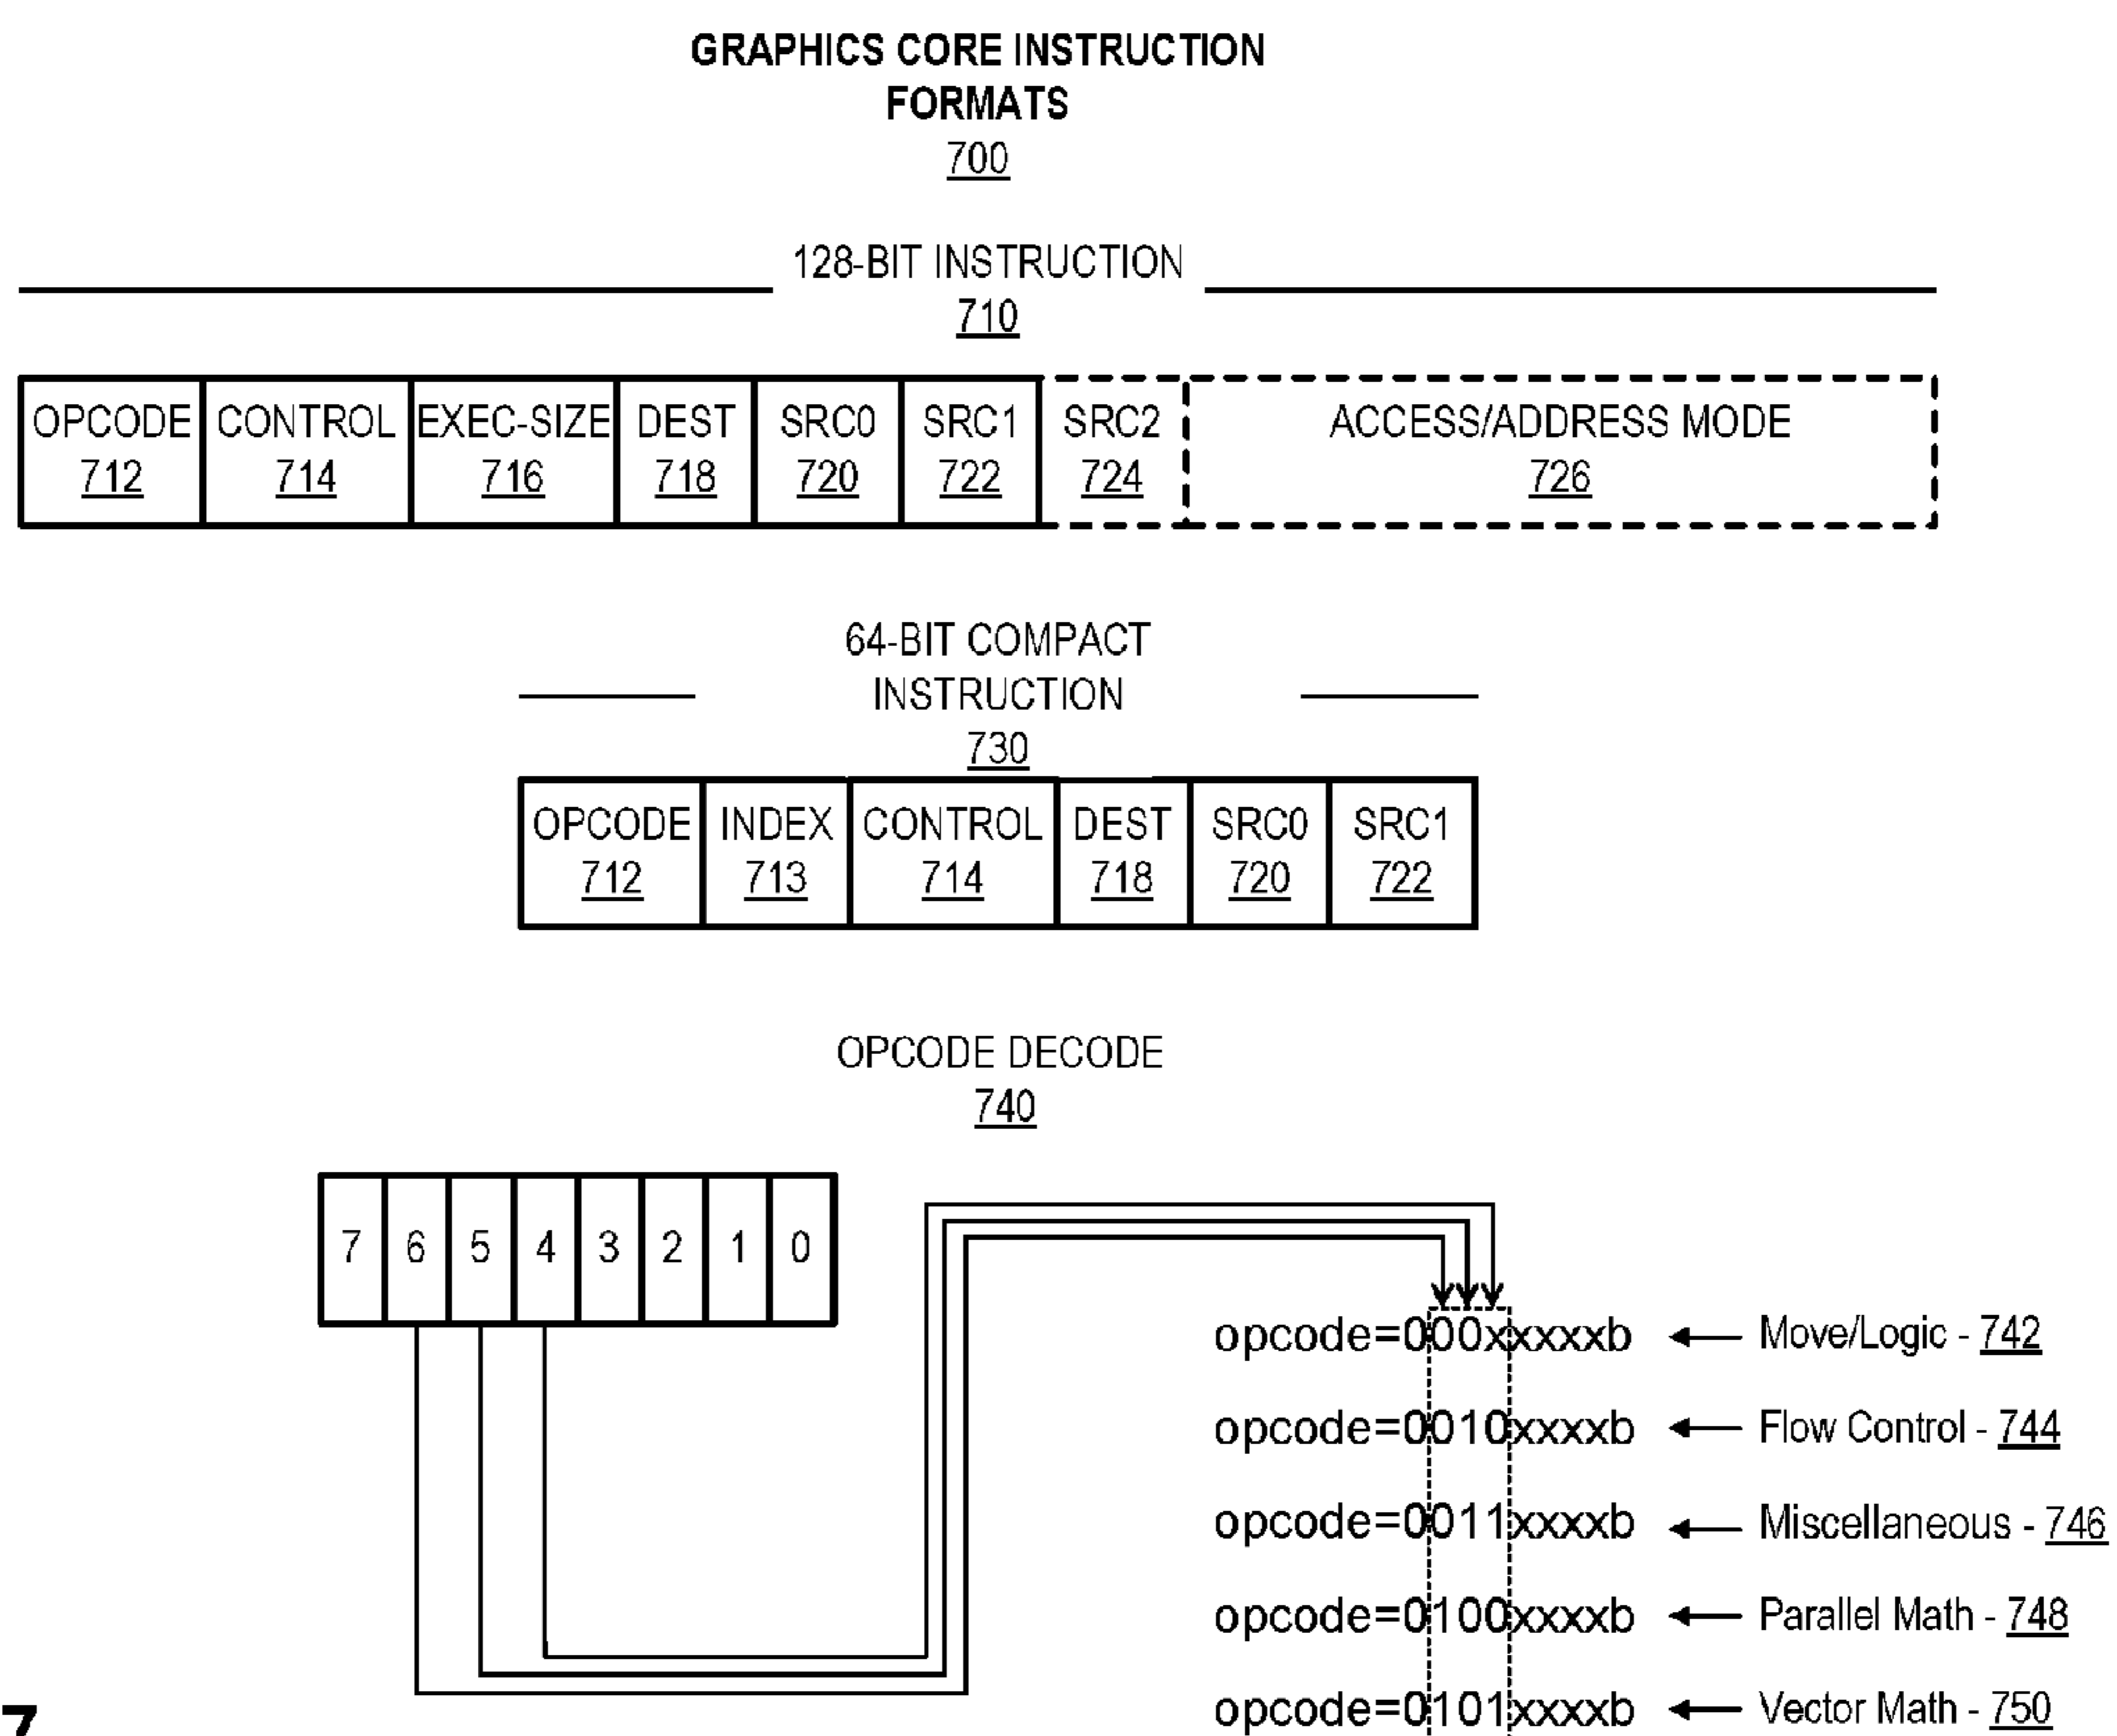 GRAPHICS CORE INSTRUCTION
FORMATS
700
128-BIT INSTRUCTION
710
OPCODE CONTROL EXEC-SIZE DEST SRC0 SRC1 SRC2 ACCESS/ADDRESS MODE
712 714 716 718 720 722 724 726
64-BIT COMPACT
INSTRUCTION
730
OPCODE INDEX CONTROL DEST SRC0 SRC1
712 713 714 718 720 722
OPCODE DECODE
740
7 6 5 4 3 2 1 0
opcode=000xxxxxb Move/Logic - 742
opcode=0010xxxxb Flow Control - 744
opcode=0011xxxxb Miscellaneous - 746
opcode=0100xxxxb Parallel Math - 748
opcode=0101xxxxb Vector Math - 750
7